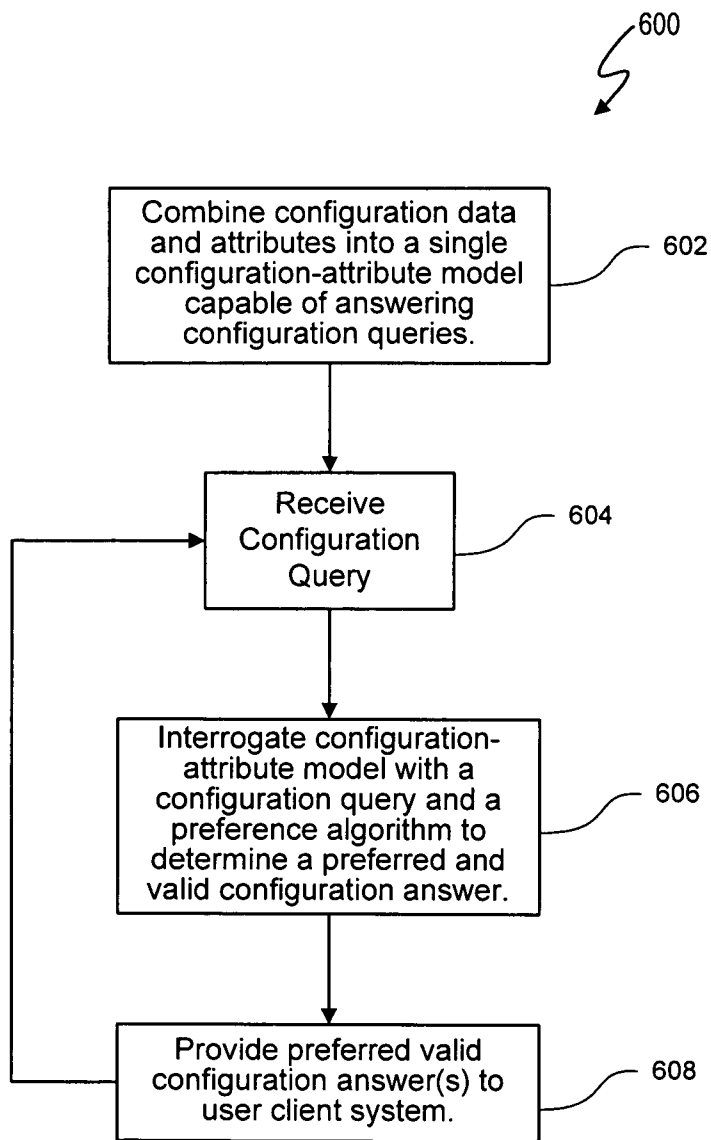 600
Combine configuration data
and attributes into a single
configuration-attribute model
capable of answering
configuration queries.
602
Receive
Configuration
Query
604
Interrogate configuration-
attribute model with a
configuration query and a
preference algorithm to
determine a preferred and
valid configuration answer.
606
Provide preferred valid
configuration answer(s) to
user client system.
608